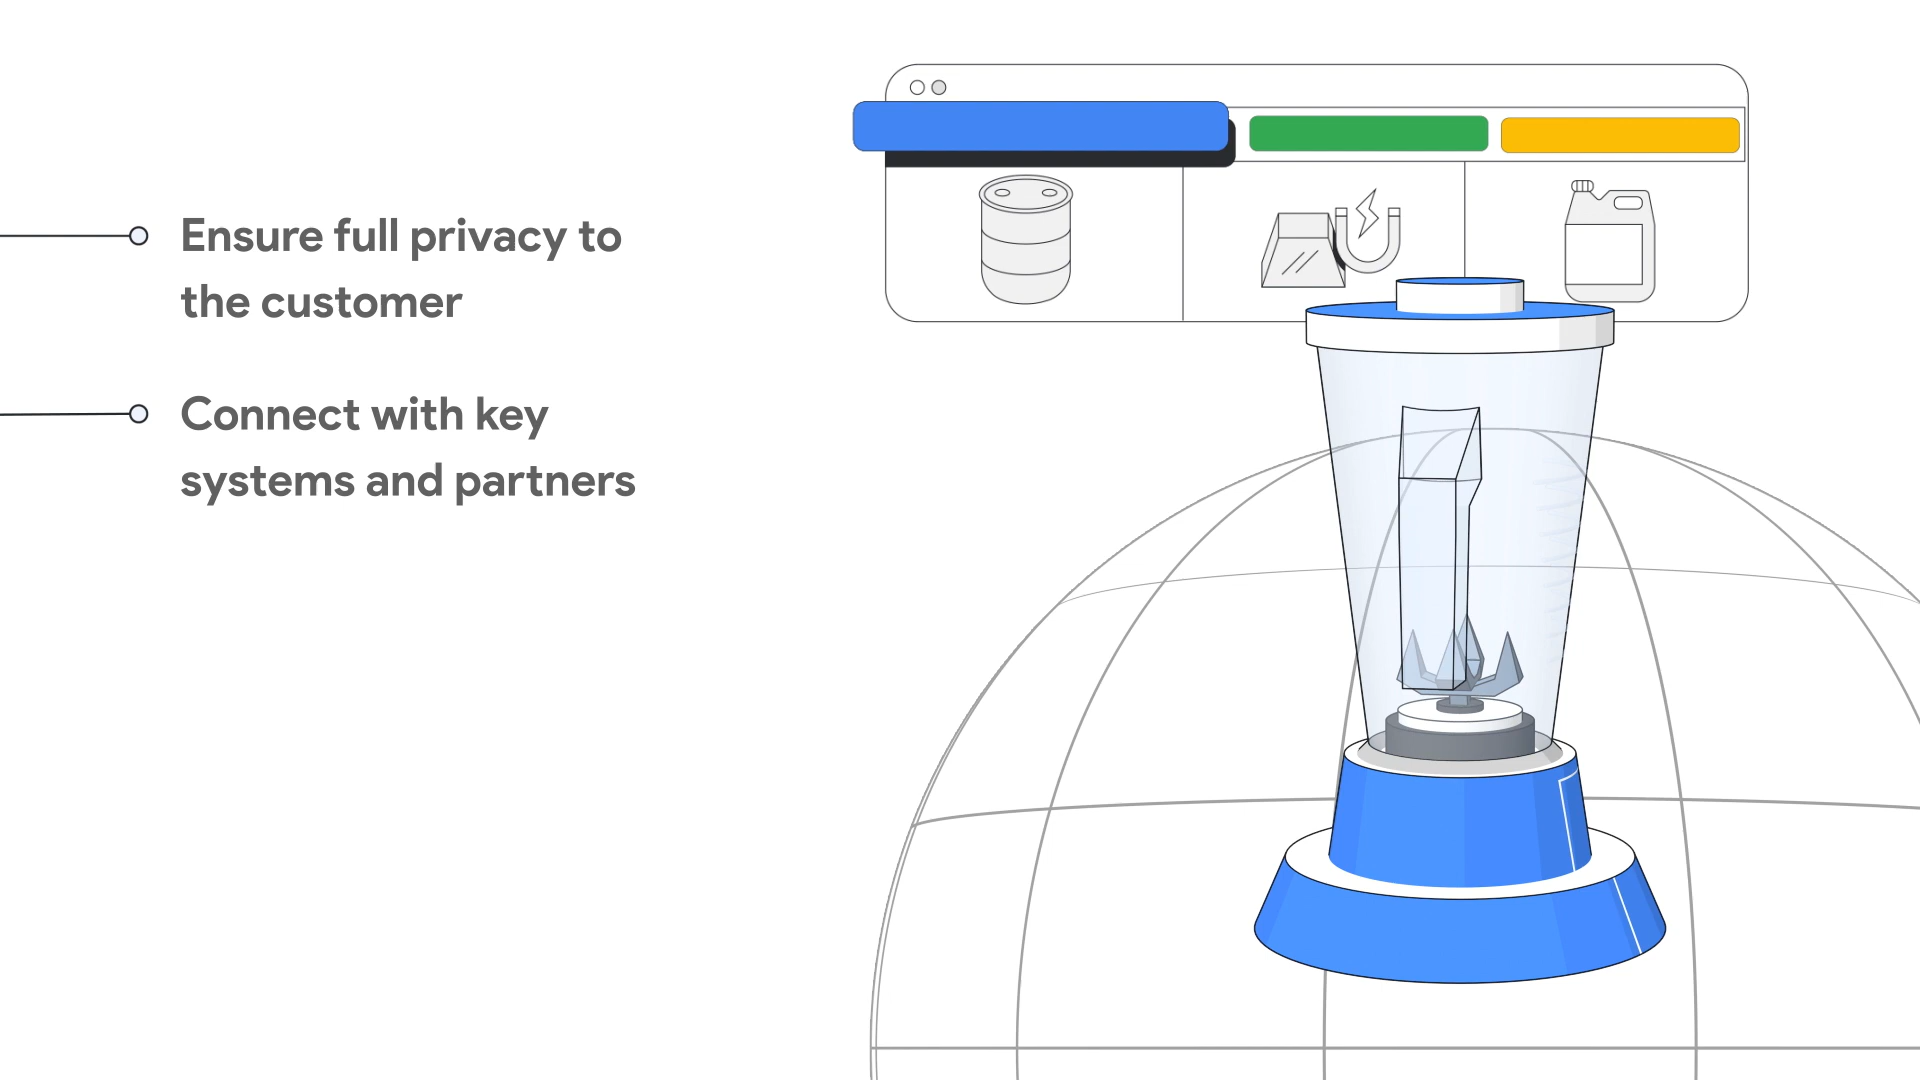 Ensure full privacy to
the customer
Connect with key
systems and partners